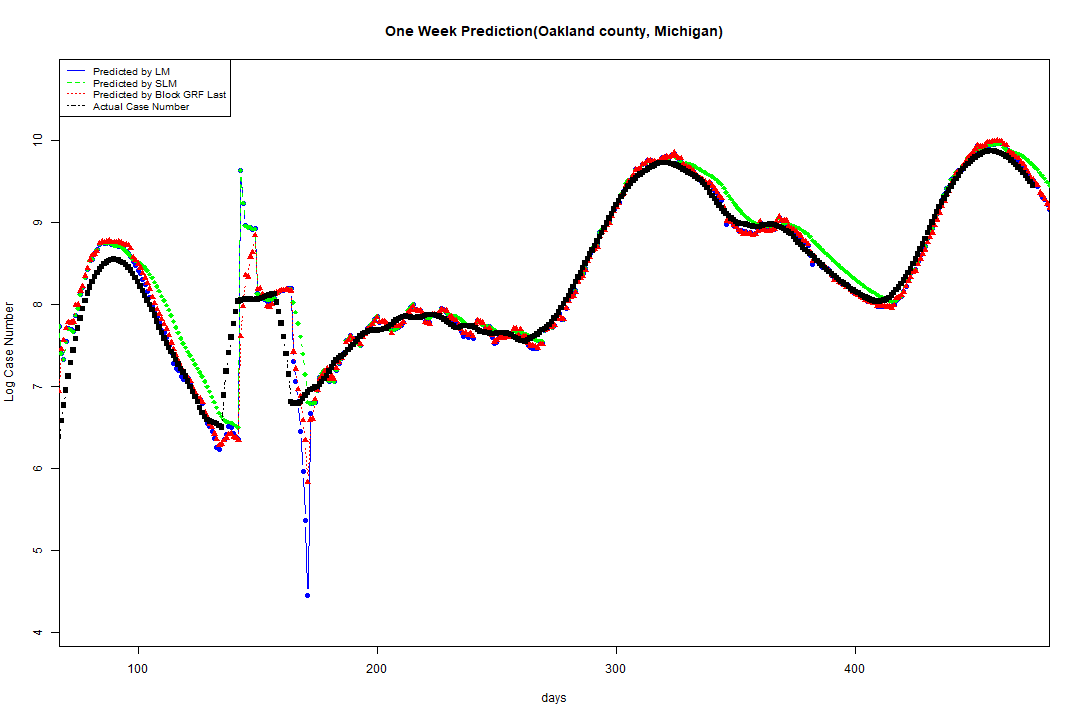 One Week Prediction(Oakland county, Michigan)
Predicted by LM
Predicted by SLM
Predicted by Block GRF Last
Actual Case Number
10
9
8
7
6
5
4
Log Case Number
100 200 300 400
days